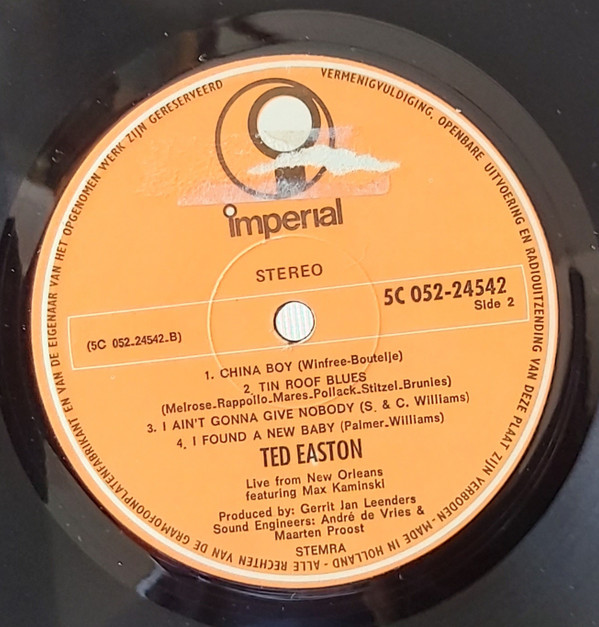 ALLE RECHTEN VAN DE GRAMOFOONPLATENFABRIKANT EN VAN DE EIGENAAR VAN HET OPGENOMEN WERK ZIJN GERESERVEERD
VERMENIGVULDIGING, OPENBARE UITVOERING EN RADIOUITZENDING VAN DEZE PLAAT ZIJN VERBODEN-MADE IN HOLLAND-
imperial
STEREO
5C 052-24542
Side 2
(5C 052-24542-B)
1. CHINA BOY (Winfree-Boutelje)
2. TIN ROOF BLUES
(Melrose-Rappollo-Mares-Pollack-Stitzel-Brunies)
3. I AIN'T GONNA GIVE NOBODY (S. & C. Williams)
4. I FOUND A NEW BABY (Palmer-Williams)
TED EASTON
Live from New Orleans
featuring Max Kaminski
Produced by: Gerrit Jan Leenders
Sound Engineers: André de Vries &
Maarten Proost
STEMRA